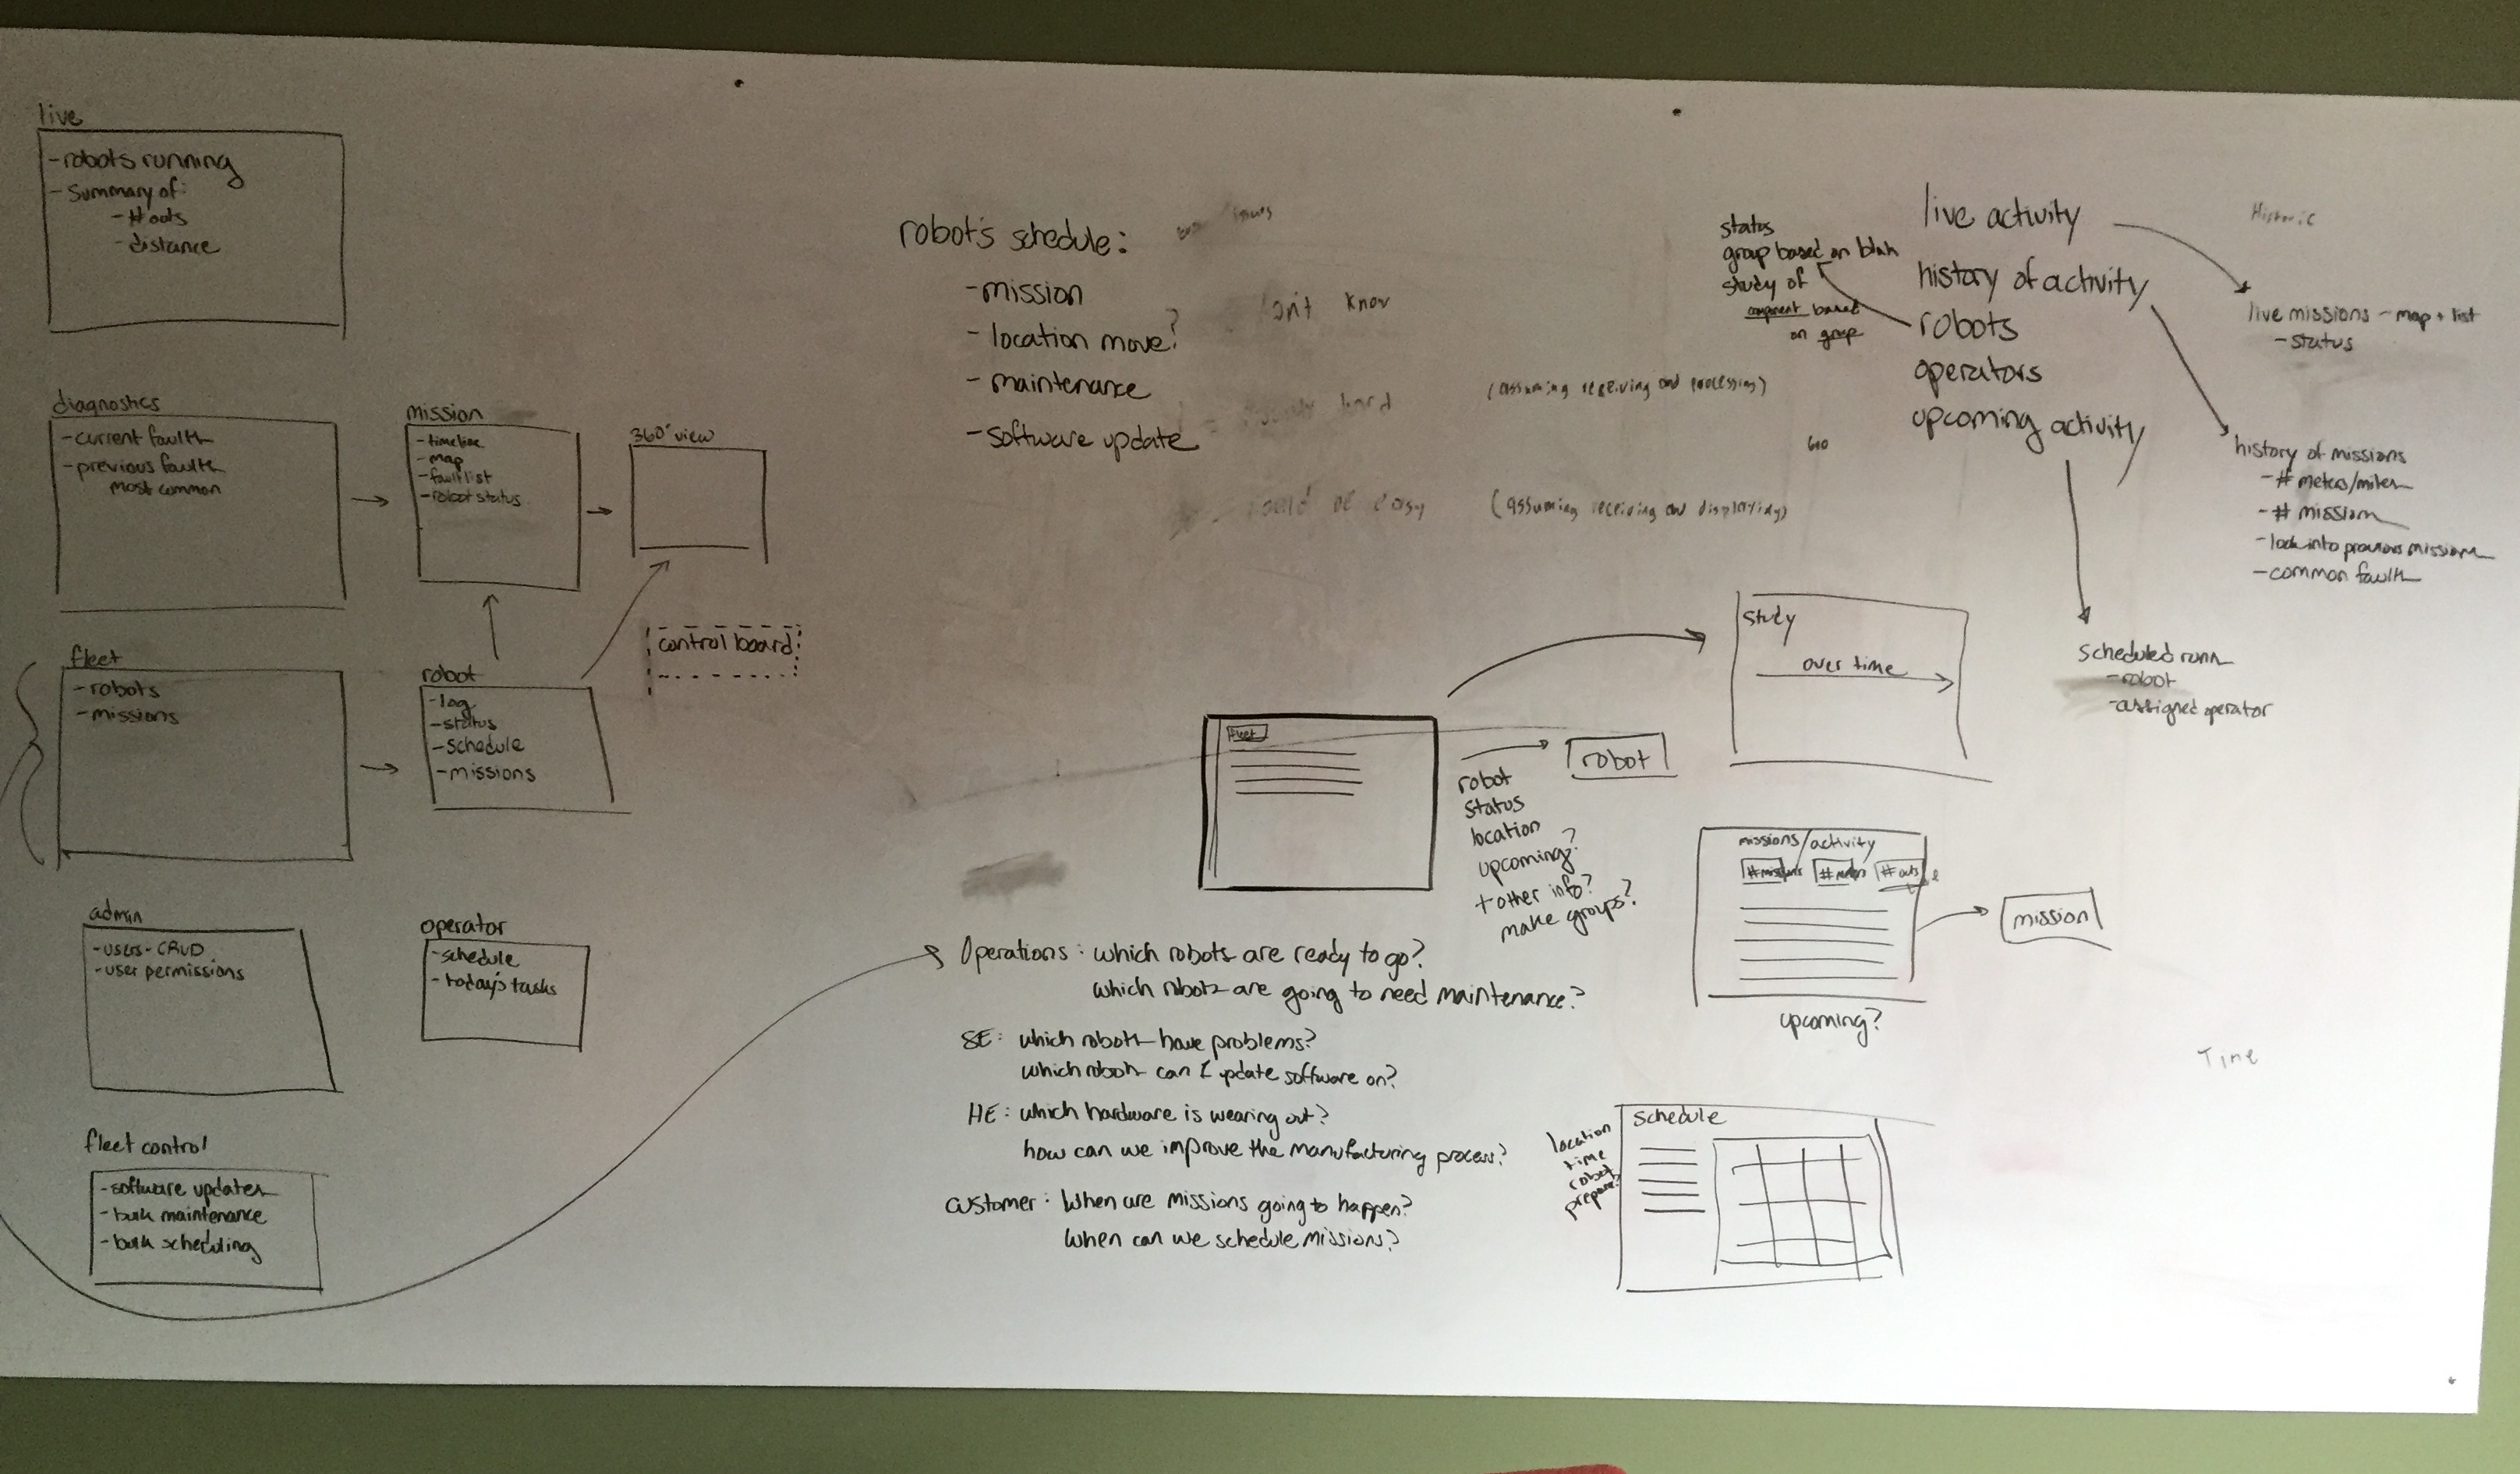 live
- robots running
- Summary of:
- # outs
- distance
diagnostics
- current faults
- previous faults
most common
mission
- timeline
- map
- fault list
- robot status
360° view
control board
fleet
- robots
- missions
robot
- log
- status
- schedule
- missions
admin
- users - CRUD
- user permissions
operator
- schedule
- today's tasks
fleet control
- software updates
- bulk maintenance
- bulk scheduling
robot's schedule:
- mission
- location move?
- maintenance
- software update
issues
know
hard
(assuming receiving and processing)
be easy
(assuming receiving and displaying)
status
group based on blah
study of
component based
on group
live activity
history of activity
robots
operators
upcoming activity
Historic
live missions - map + list
- status
history of missions
- # meters/miles
- # missions
- look into previous missions
- common faults
scheduled runs
- robot
- assigned operator
Geo
fleet
robot
status
location
upcoming?
+ other info?
make groups?
robot
study
over time
missions/activity
# missions
# meters
# outs
upcoming?
mission
Time
Operations: which robots are ready to go?
which robots are going to need maintenance?
SE: which robots have problems?
which robots can I update software on?
HE: which hardware is wearing out?
how can we improve the manufacturing process?
customer: When are missions going to happen?
When can we schedule missions?
schedule
location
time
robot
prepare?